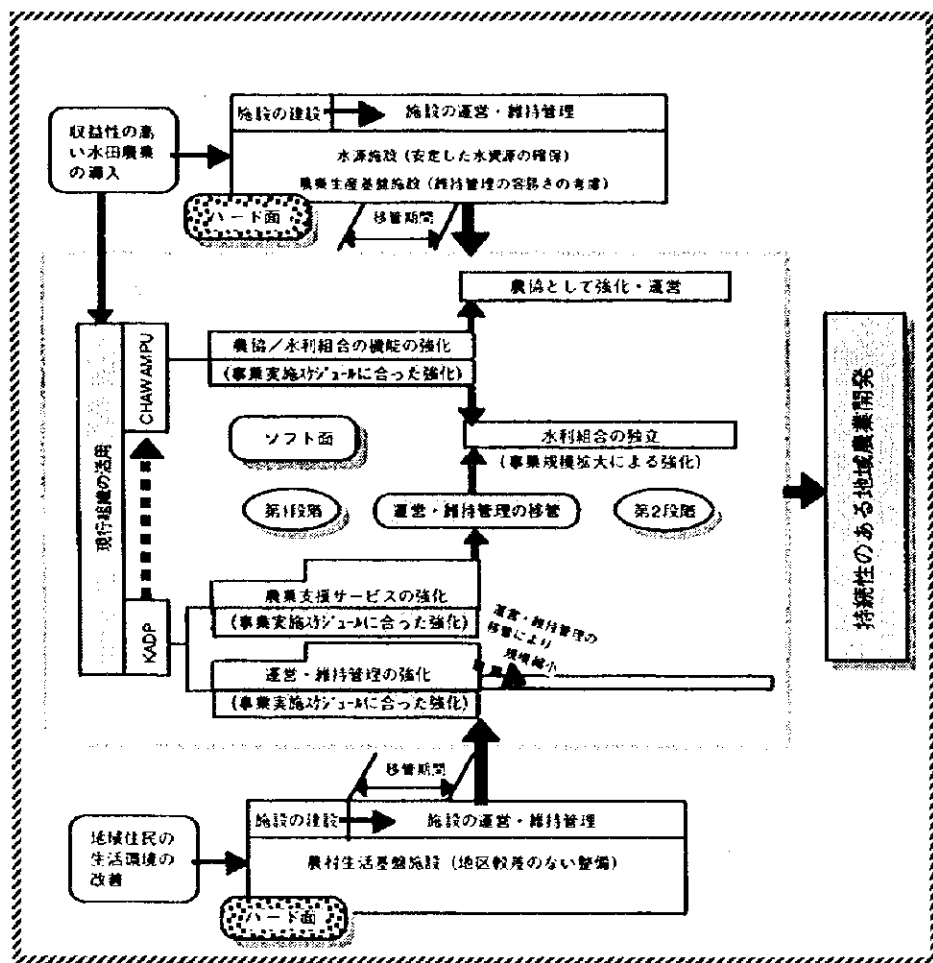 施設の建設
施設の運営・維持管理
収益性の高
い水田農業
の導入
水源施設 (安定した水資源の確保)
農業生産基盤施設 (維持管理の容易さの考慮)
ハード面
移管期間
農協として強化・運営
現行組織の活用
CHAWAMPU
農協/水利組合の機能の強化
(事業実施スケジュールに合った強化)
ソフト面
水利組合の独立
(事業規模拡大による強化)
第1段階
運営・維持管理の移管
第2段階
持続性のある地域農業開発
KADP
農業支援サービスの強化
(事業実施スケジュールに合った強化)
運営・維持管理の
移管により
規模縮小
運営・維持管理の強化
(事業実施スケジュールに合った強化)
移管期間
施設の建設
施設の運営・維持管理
地域住民の
生活環境の
改善
農村生活基盤施設 (地区較差のない整備)
ハード面